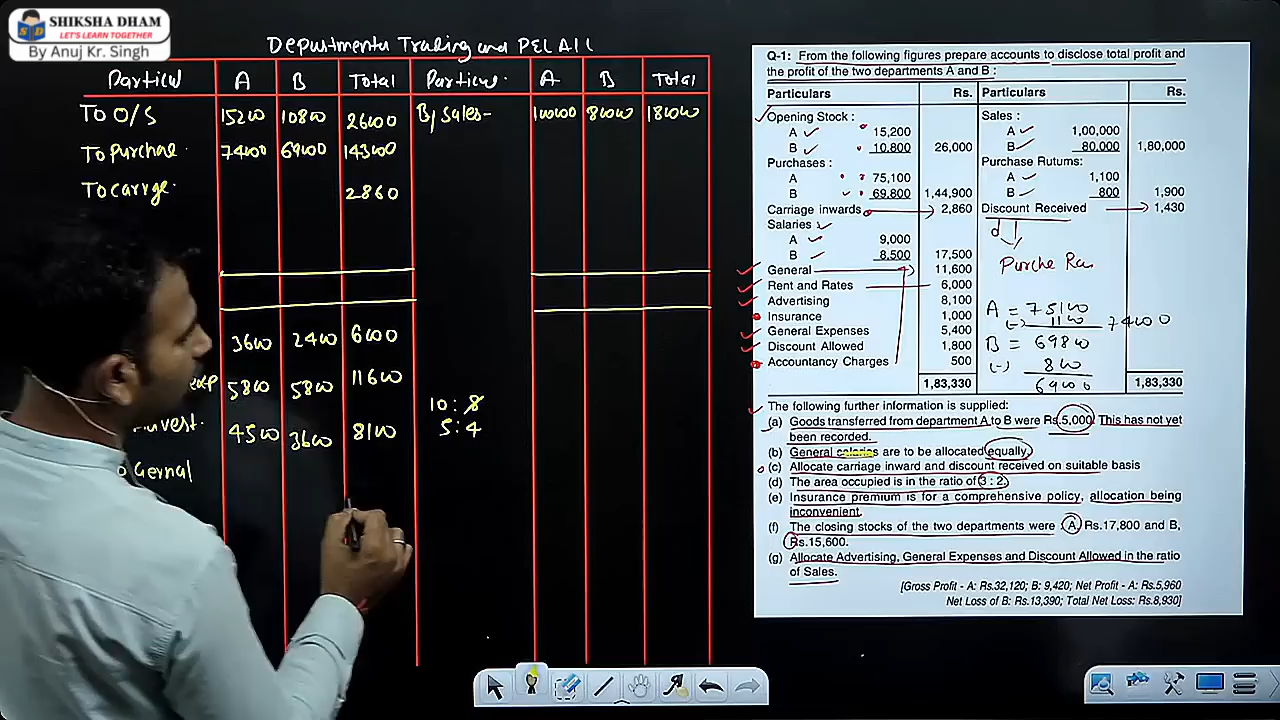 SHIKSHA DHAM
LET'S LEARN TOGETHER
By Anuj Kr. Singh
Departmental Trading and P&L A/C
Particul A B Total Particul. A B Total
To O/S 15200 10800 26000 By Sales- 100000 80000 180000
To Purchase. 74000 69000 143000
To carrge. 2860
3600 2400 6000
exp 5800 5800 11600
vest. 4500 3600 8100
Gernal
10 : 8
5 : 4
Q-1: From the following figures prepare accounts to disclose total profit and
the profit of the two departments A and B :
Particulars Rs. Particulars Rs.
Opening Stock : Sales :
A 15,200 A 1,00,000
B 10.800 26,000 B 80.000 1,80,000
Purchases : Purchase Ruturns:
A 75,100 A 1,100
B 69.800 1,44,900 B 800 1,900
Carriage inwards 2,860 Discount Received 1,430
Salaries :
A 9,000
B 8.500 17,500
General 11,600
Rent and Rates 6,000
Advertising 8,100
Insurance 1,000
General Expenses 5,400
Discount Allowed 1,800
Accountancy Charges 500
1,83,330 1,83,330
Purche Ra.
A = 75100
(-) 1100 74000
B = 69800
(-) 800
69000
The following further information is supplied:
(a) Goods transferred from department A to B were Rs.5,000. This has not yet
been recorded.
(b) General salaries are to be allocated equally.
(c) Allocate carriage inward and discount received on suitable basis
(d) The area occupied is in the ratio of 3 : 2.
(e) Insurance premium is for a comprehensive policy, allocation being
inconvenient.
(f) The closing stocks of the two departments were : A Rs.17,800 and B,
Rs.15,600.
(g) Allocate Advertising, General Expenses and Discount Allowed in the ratio
of Sales.
[Gross Profit - A: Rs.32,120; B: 9,420; Net Profit - A: Rs.5,960
Net Loss of B: Rs.13,390; Total Net Loss: Rs.8,930]